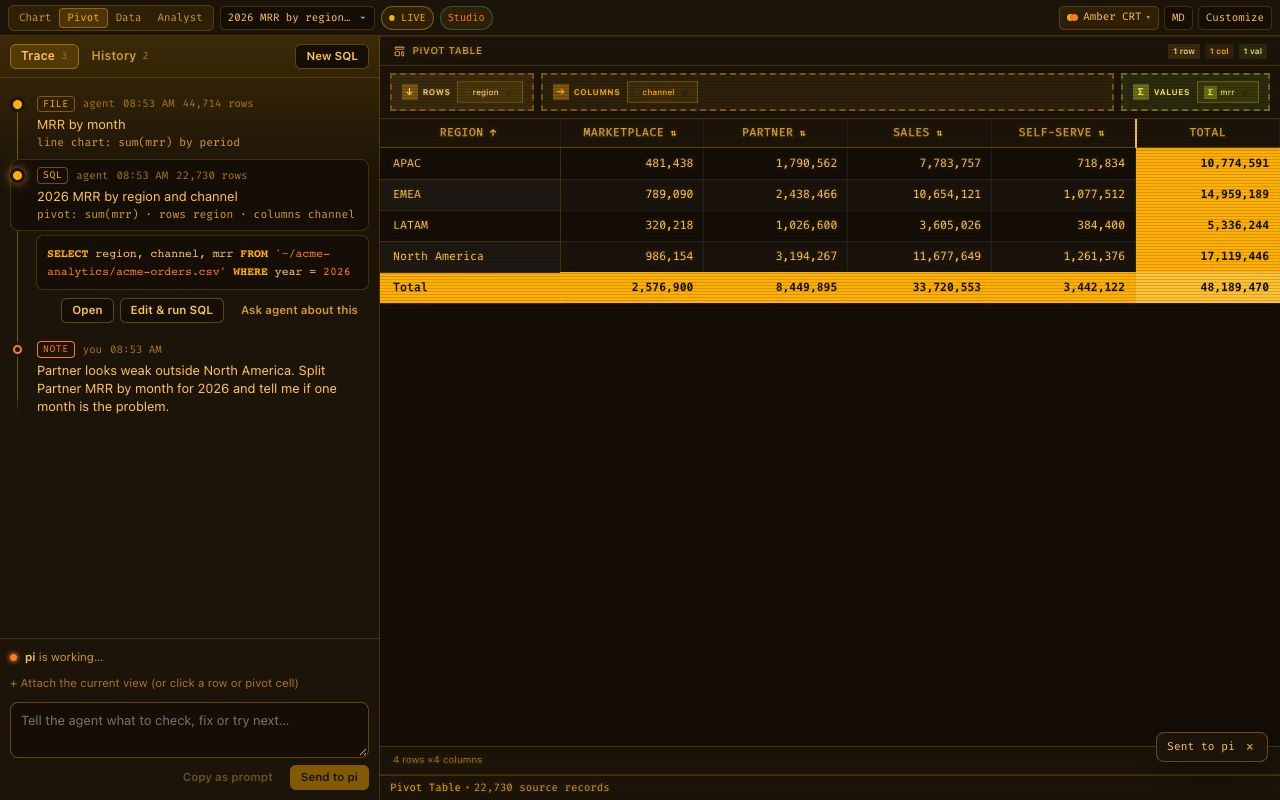 Chart Pivot Data Analyst 2026 MRR by region… LIVE Studio Amber CRT MD Customize
Trace 3 History 2 New SQL
FILE agent 08:53 AM 44,714 rows
MRR by month
line chart: sum(mrr) by period
SQL agent 08:53 AM 22,730 rows
2026 MRR by region and channel
pivot: sum(mrr) · rows region · columns channel
SELECT region, channel, mrr FROM '~/acme-
analytics/acme-orders.csv' WHERE year = 2026
Open Edit & run SQL Ask agent about this
NOTE you 08:53 AM
Partner looks weak outside North America. Split
Partner MRR by month for 2026 and tell me if one
month is the problem.
pi is working…
+ Attach the current view (or click a row or pivot cell)
Tell the agent what to check, fix or try next…
Copy as prompt Send to pi
PIVOT TABLE 1 row 1 col 1 val
↓ ROWS region × → COLUMNS channel × Σ VALUES Σ mrr ×
REGION ↑ MARKETPLACE ⇅ PARTNER ⇅ SALES ⇅ SELF-SERVE ⇅ TOTAL
APAC 481,438 1,790,562 7,783,757 718,834 10,774,591
EMEA 789,090 2,438,466 10,654,121 1,077,512 14,959,189
LATAM 320,218 1,026,600 3,605,026 384,400 5,336,244
North America 986,154 3,194,267 11,677,649 1,261,376 17,119,446
Total 2,576,900 8,449,895 33,720,553 3,442,122 48,189,470
4 rows ×4 columns
Sent to pi ×
Pivot Table • 22,730 source records